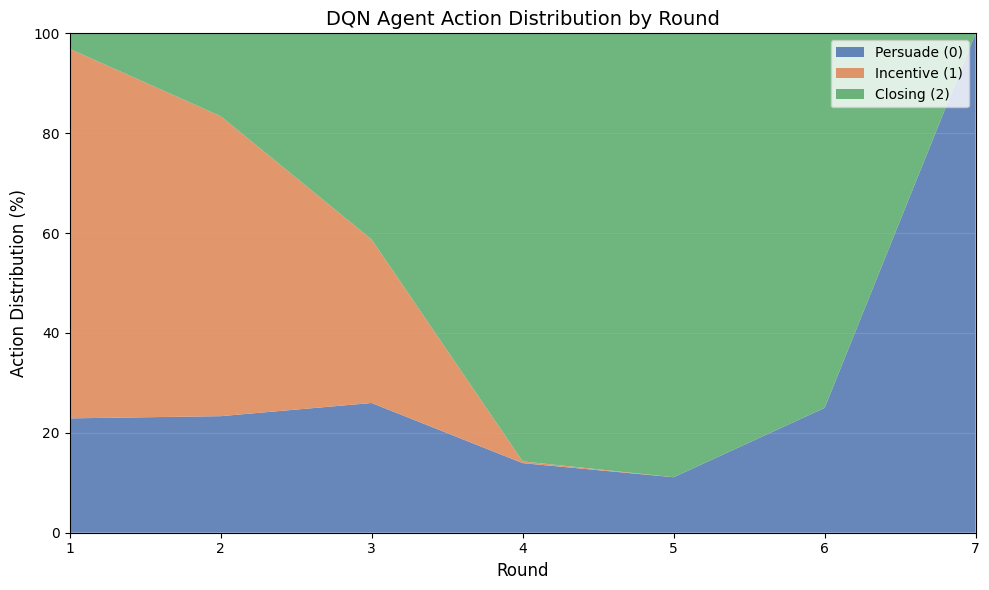 DQN Agent Action Distribution by Round
Action Distribution (%)
100
80
60
40
20
0
Persuade (0)
Incentive (1)
Closing (2)
1 2 3 4 5 6 7
Round